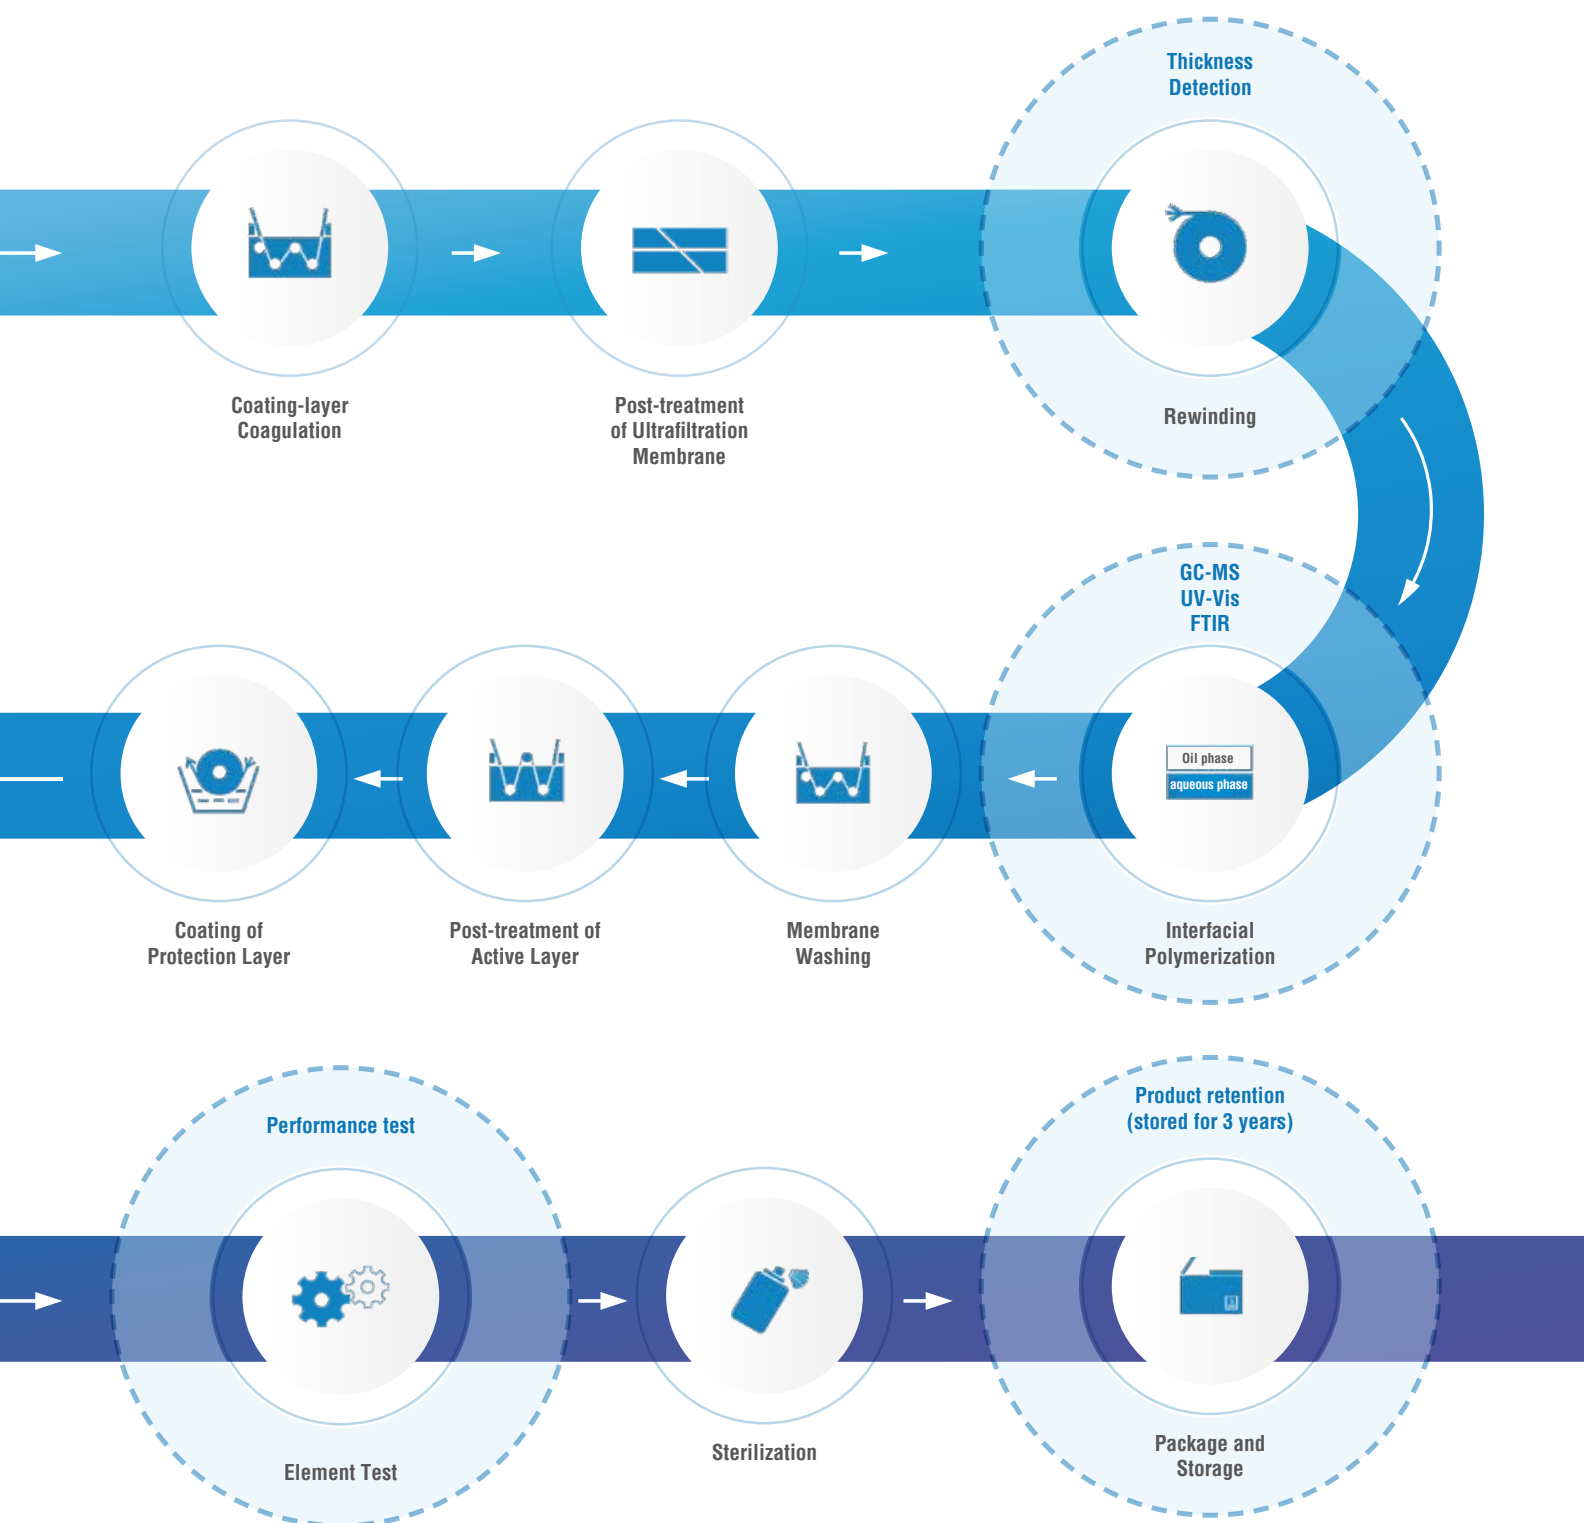 Thickness
Detection
Coating-layer
Coagulation
Post-treatment
of Ultrafiltration
Membrane
Rewinding
GC-MS
UV-Vis
FTIR
Oil phase
aqueous phase
Coating of
Protection Layer
Post-treatment of
Active Layer
Membrane
Washing
Interfacial
Polymerization
Performance test
Product retention
(stored for 3 years)
Element Test
Sterilization
Package and
Storage